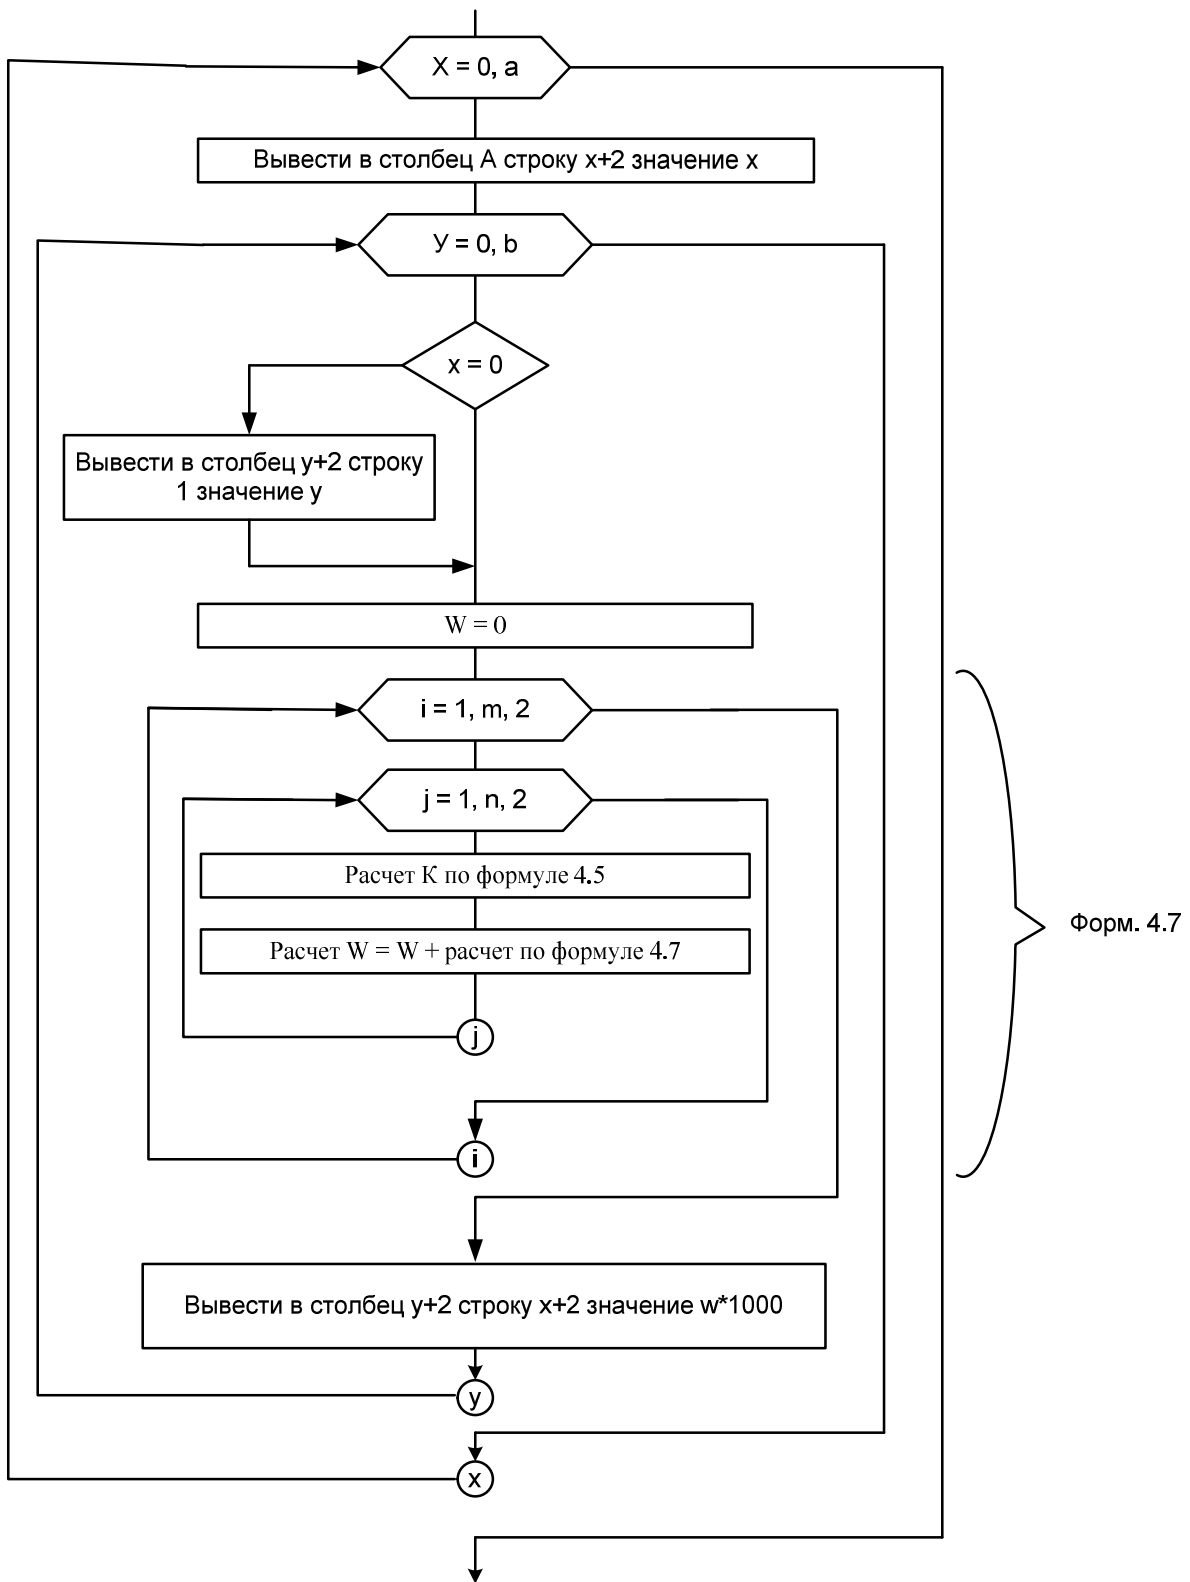 X = 0, a
Вывести в столбец А строку x+2 значение x
У = 0, b
x = 0
Вывести в столбец y+2 строку
1 значение y
W = 0
i = 1, m, 2
j = 1, n, 2
Расчет К по формуле 4.5
Расчет W = W + расчет по формуле 4.7
Форм. 4.7
j
i
Вывести в столбец y+2 строку x+2 значение w*1000
y
x